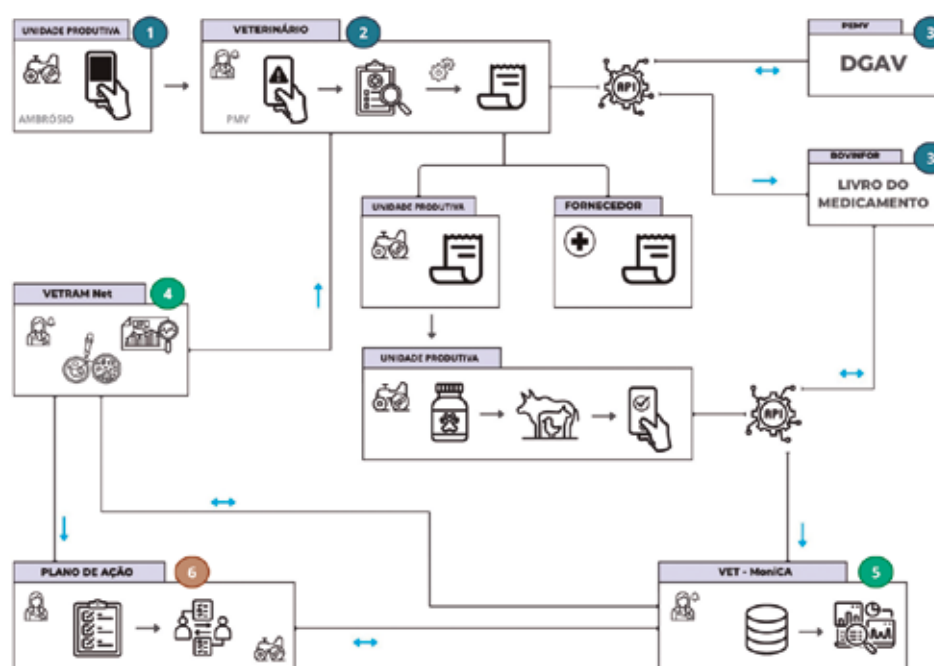 UNIDADE PRODUTIVA
1
AMBRÓSIO
VETERINÁRIO
2
PMV
API
PEMV
3
DGAV
BOVINFOR
3
LIVRO DO
MEDICAMENTO
UNIDADE PRODUTIVA
FORNECEDOR
VETRAM Net
4
UNIDADE PRODUTIVA
API
PLANO DE AÇÃO
6
VET - MoniCA
5